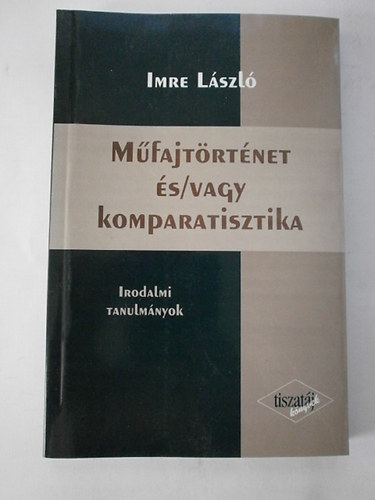 Imre László
Műfajtörténet
és/vagy
komparatisztika
Irodalmi
tanulmányok
tiszatáj
könyvek